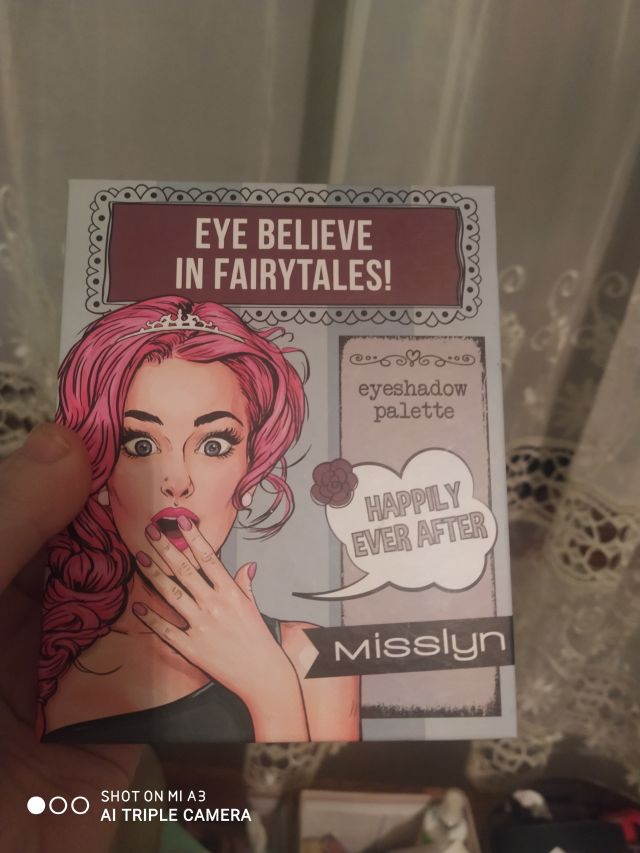 EYE BELIEVE
IN FAIRYTALES!
eyeshadow
palette
HAPPILY
EVER AFTER
Misslyn
SHOT ON MI A3
AI TRIPLE CAMERA